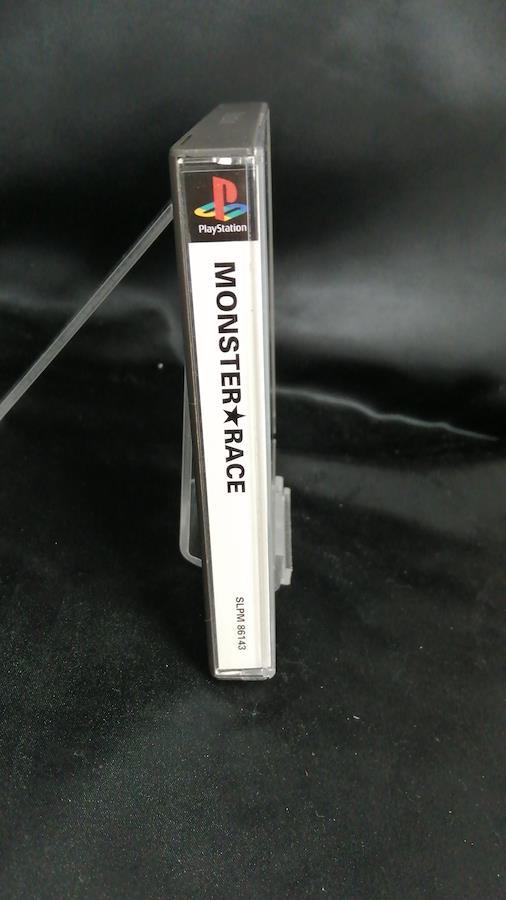 PlayStation
MONSTER★RACE
SLPM 86143